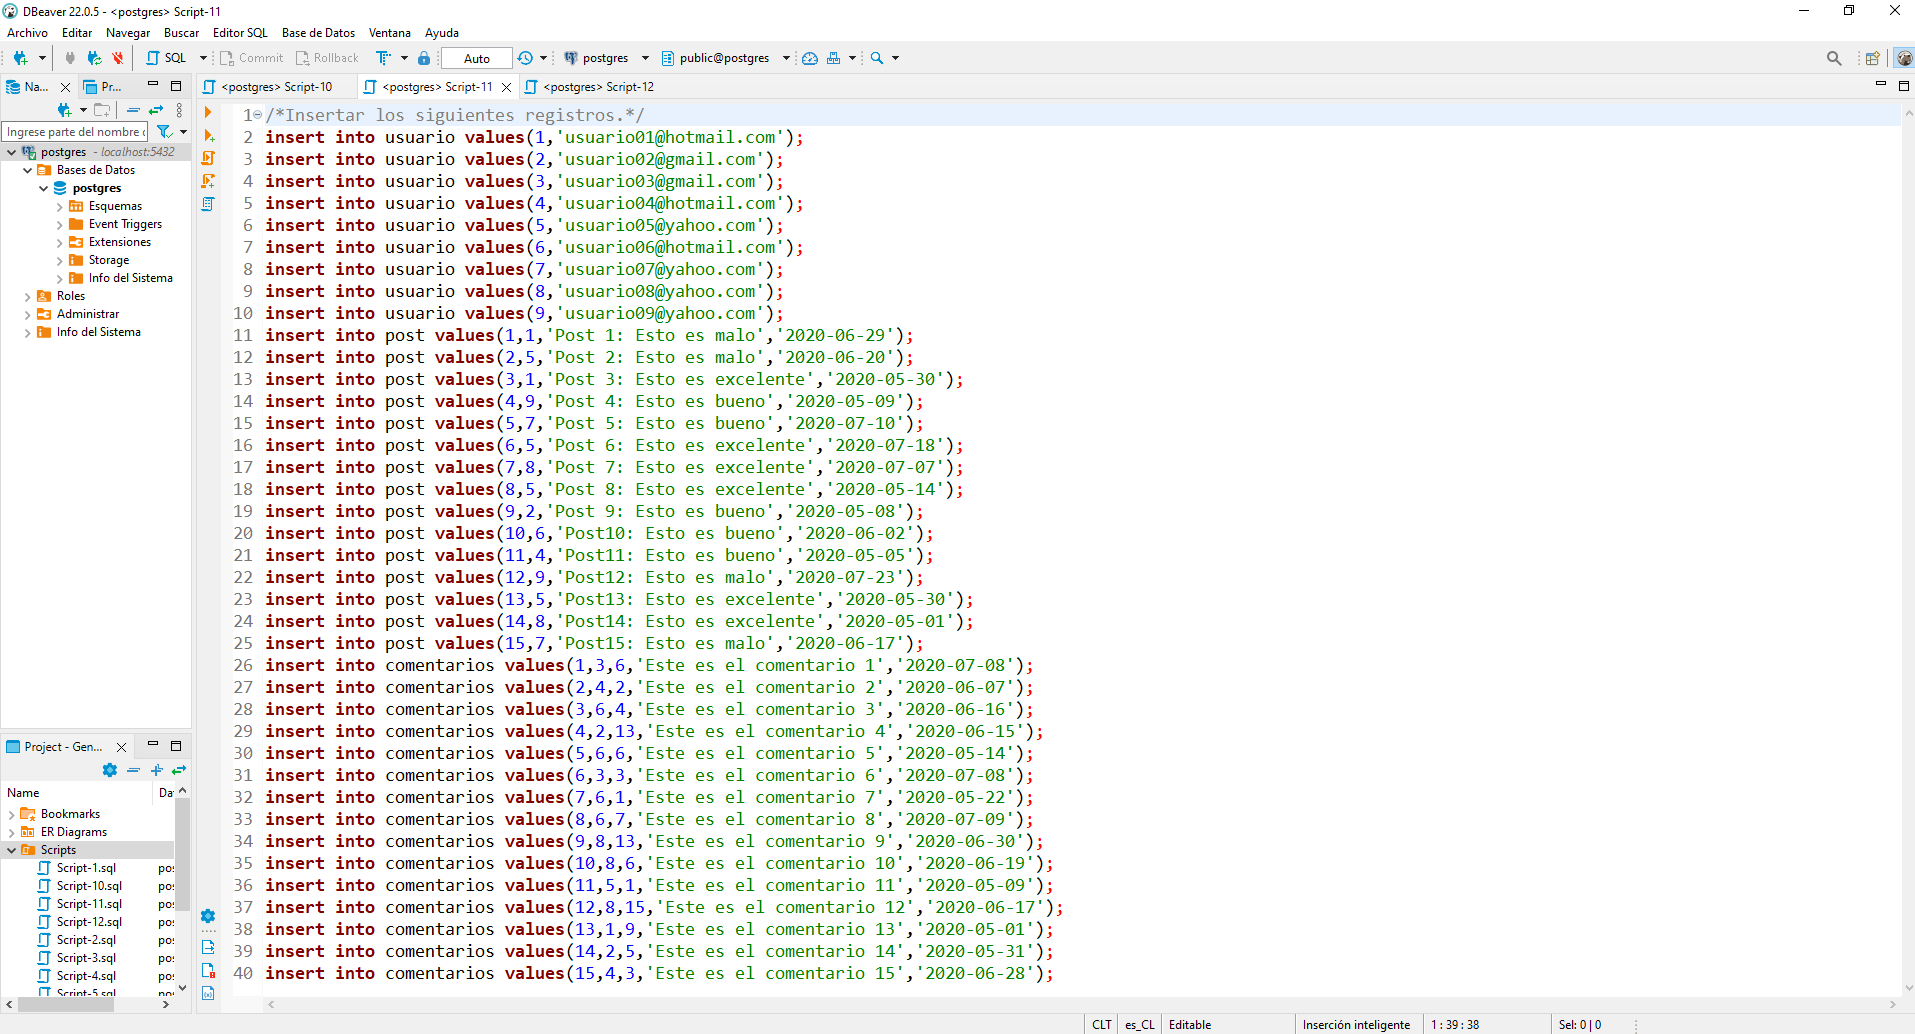 DBeaver 22.0.5 - <postgres> Script-11
Archivo Editar Navegar Buscar Editor SQL Base de Datos Ventana Ayuda
SQL Commit Rollback Auto postgres public@postgres
Na... Pr...
<postgres> Script-10 <postgres> Script-11 <postgres> Script-12
Ingrese parte del nombre
postgres - localhost:5432
Bases de Datos
postgres
Esquemas
Event Triggers
Extensiones
Storage
Info del Sistema
Roles
Administrar
Info del Sistema
Project - Gen...
Name Da
Bookmarks
ER Diagrams
Scripts
Script-1.sql pos
Script-10.sql pos
Script-11.sql pos
Script-12.sql pos
Script-2.sql pos
Script-3.sql pos
Script-4.sql pos
Script-5.sql pos
1 /*Insertar los siguientes registros.*/
2 insert into usuario values(1,'usuario01@hotmail.com');
3 insert into usuario values(2,'usuario02@gmail.com');
4 insert into usuario values(3,'usuario03@gmail.com');
5 insert into usuario values(4,'usuario04@hotmail.com');
6 insert into usuario values(5,'usuario05@yahoo.com');
7 insert into usuario values(6,'usuario06@hotmail.com');
8 insert into usuario values(7,'usuario07@yahoo.com');
9 insert into usuario values(8,'usuario08@yahoo.com');
10 insert into usuario values(9,'usuario09@yahoo.com');
11 insert into post values(1,1,'Post 1: Esto es malo','2020-06-29');
12 insert into post values(2,5,'Post 2: Esto es malo','2020-06-20');
13 insert into post values(3,1,'Post 3: Esto es excelente','2020-05-30');
14 insert into post values(4,9,'Post 4: Esto es bueno','2020-05-09');
15 insert into post values(5,7,'Post 5: Esto es bueno','2020-07-10');
16 insert into post values(6,5,'Post 6: Esto es excelente','2020-07-18');
17 insert into post values(7,8,'Post 7: Esto es excelente','2020-07-07');
18 insert into post values(8,5,'Post 8: Esto es excelente','2020-05-14');
19 insert into post values(9,2,'Post 9: Esto es bueno','2020-05-08');
20 insert into post values(10,6,'Post10: Esto es bueno','2020-06-02');
21 insert into post values(11,4,'Post11: Esto es bueno','2020-05-05');
22 insert into post values(12,9,'Post12: Esto es malo','2020-07-23');
23 insert into post values(13,5,'Post13: Esto es excelente','2020-05-30');
24 insert into post values(14,8,'Post14: Esto es excelente','2020-05-01');
25 insert into post values(15,7,'Post15: Esto es malo','2020-06-17');
26 insert into comentarios values(1,3,6,'Este es el comentario 1','2020-07-08');
27 insert into comentarios values(2,4,2,'Este es el comentario 2','2020-06-07');
28 insert into comentarios values(3,6,4,'Este es el comentario 3','2020-06-16');
29 insert into comentarios values(4,2,13,'Este es el comentario 4','2020-06-15');
30 insert into comentarios values(5,6,6,'Este es el comentario 5','2020-05-14');
31 insert into comentarios values(6,3,3,'Este es el comentario 6','2020-07-08');
32 insert into comentarios values(7,6,1,'Este es el comentario 7','2020-05-22');
33 insert into comentarios values(8,6,7,'Este es el comentario 8','2020-07-09');
34 insert into comentarios values(9,8,13,'Este es el comentario 9','2020-06-30');
35 insert into comentarios values(10,8,6,'Este es el comentario 10','2020-06-19');
36 insert into comentarios values(11,5,1,'Este es el comentario 11','2020-05-09');
37 insert into comentarios values(12,8,15,'Este es el comentario 12','2020-06-17');
38 insert into comentarios values(13,1,9,'Este es el comentario 13','2020-05-01');
39 insert into comentarios values(14,2,5,'Este es el comentario 14','2020-05-31');
40 insert into comentarios values(15,4,3,'Este es el comentario 15','2020-06-28');
CLT es_CL Editable Inserción inteligente 1 : 39 : 38 Sel: 0 | 0